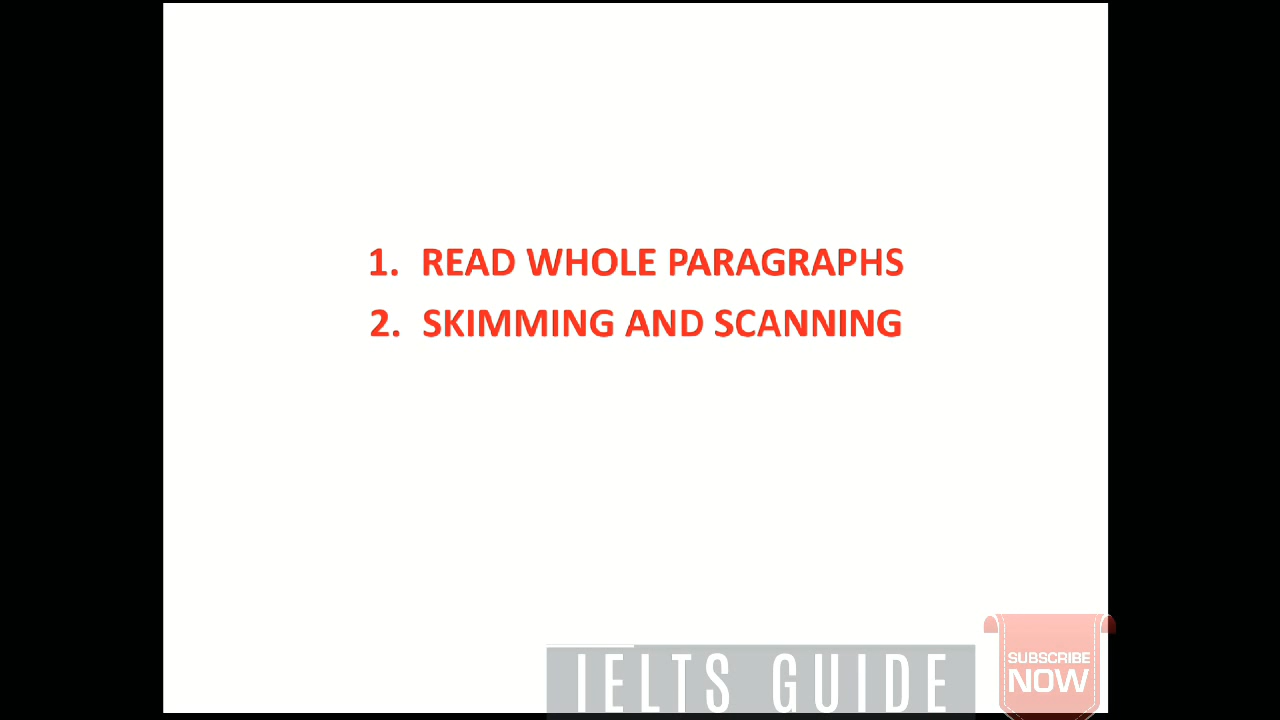 1. READ WHOLE PARAGRAPHS
2. SKIMMING AND SCANNING
IELTS GUIDE
SUBSCRIBE
NOW